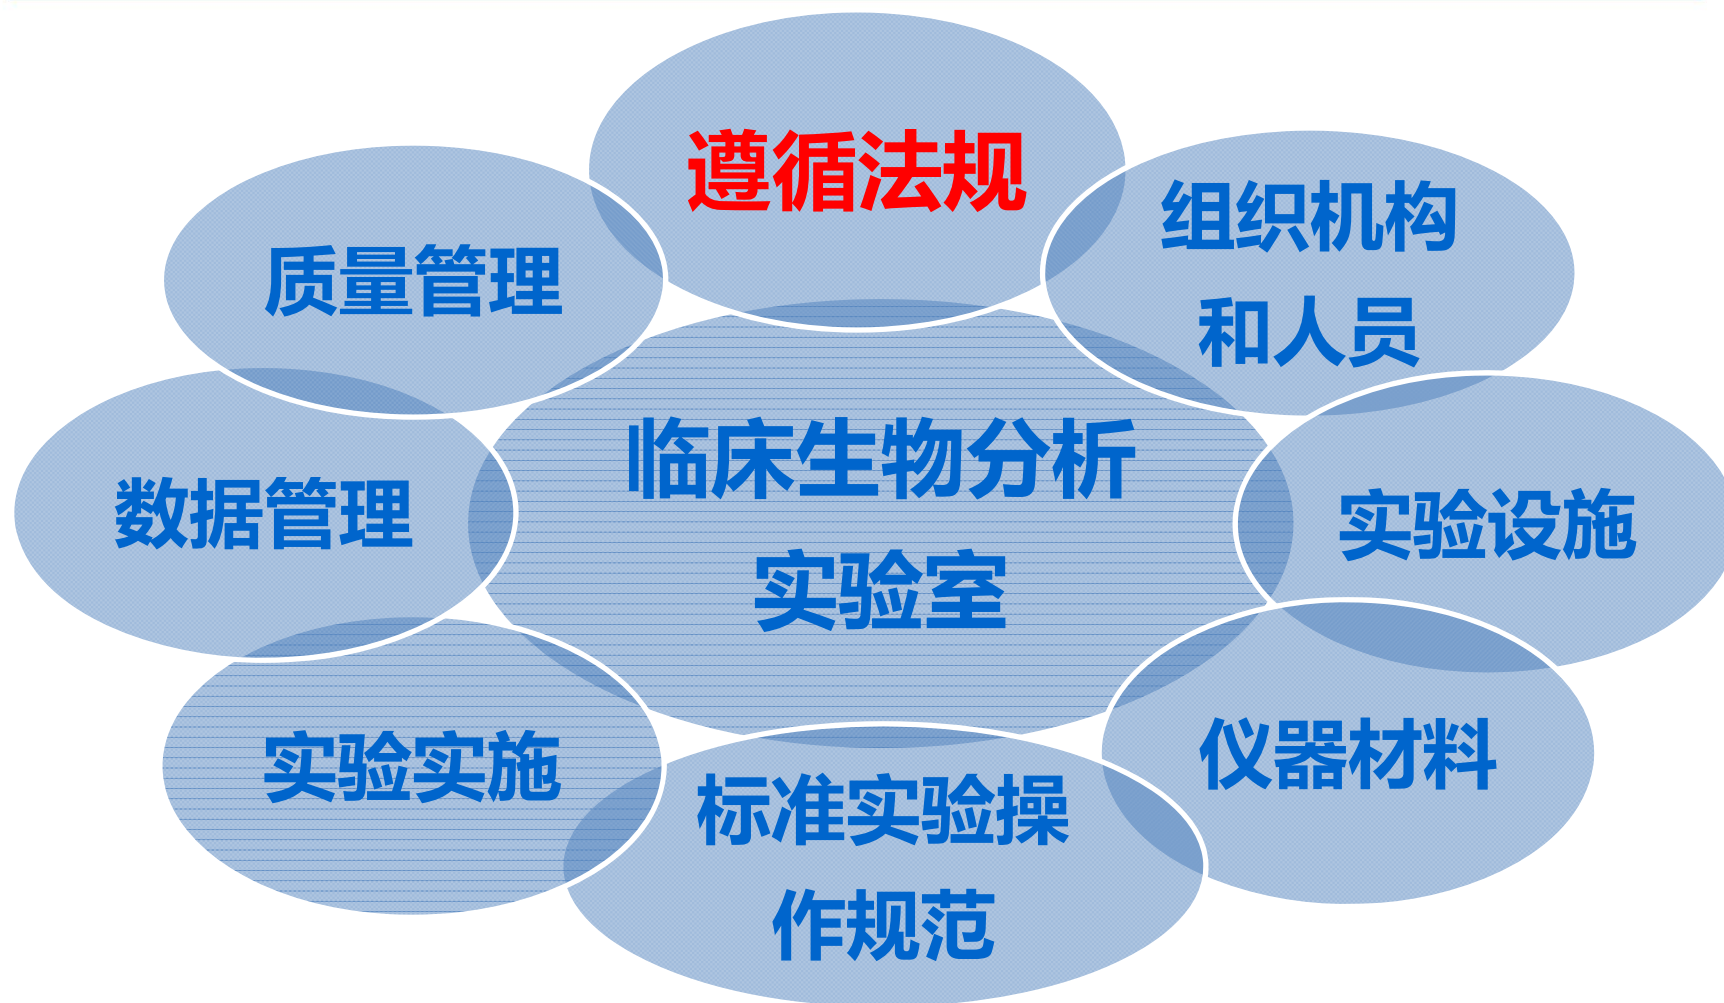 遵循法规
组织机构
和人员
质量管理
临床生物分析
实验室
数据管理
实验设施
仪器材料
实验实施
标准实验操
作规范